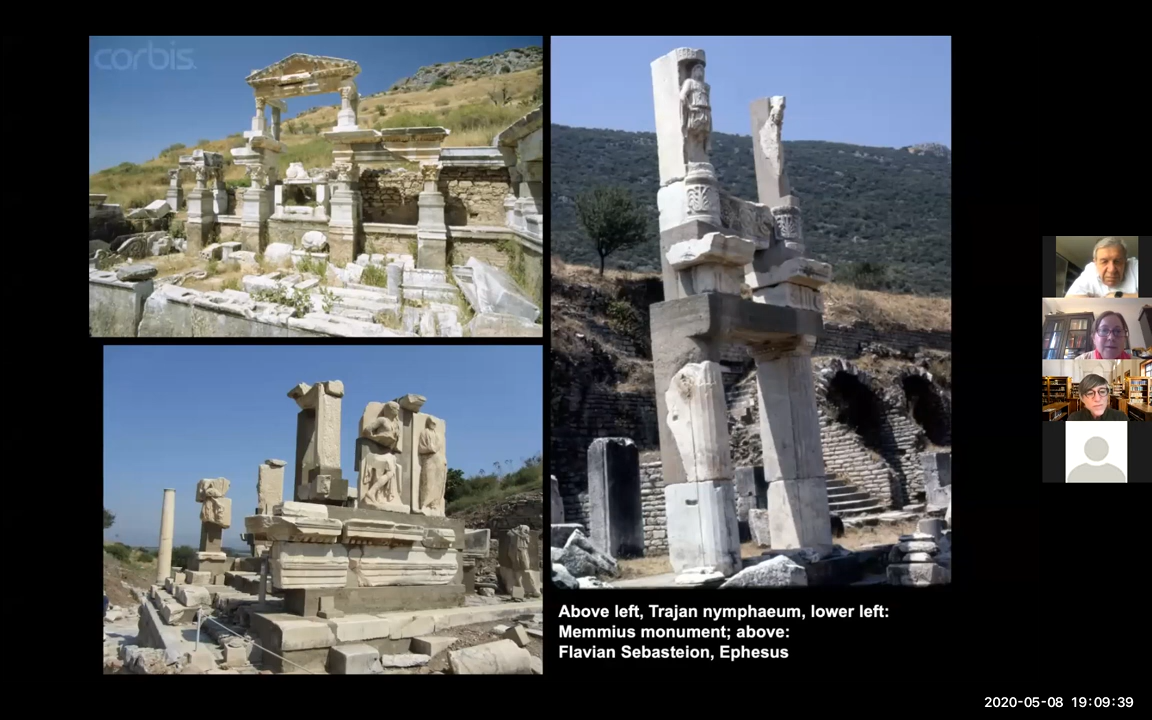 corbis.
Above left, Trajan nymphaeum, lower left:
Memmius monument; above:
Flavian Sebasteion, Ephesus
2020-05-08 19:09:39